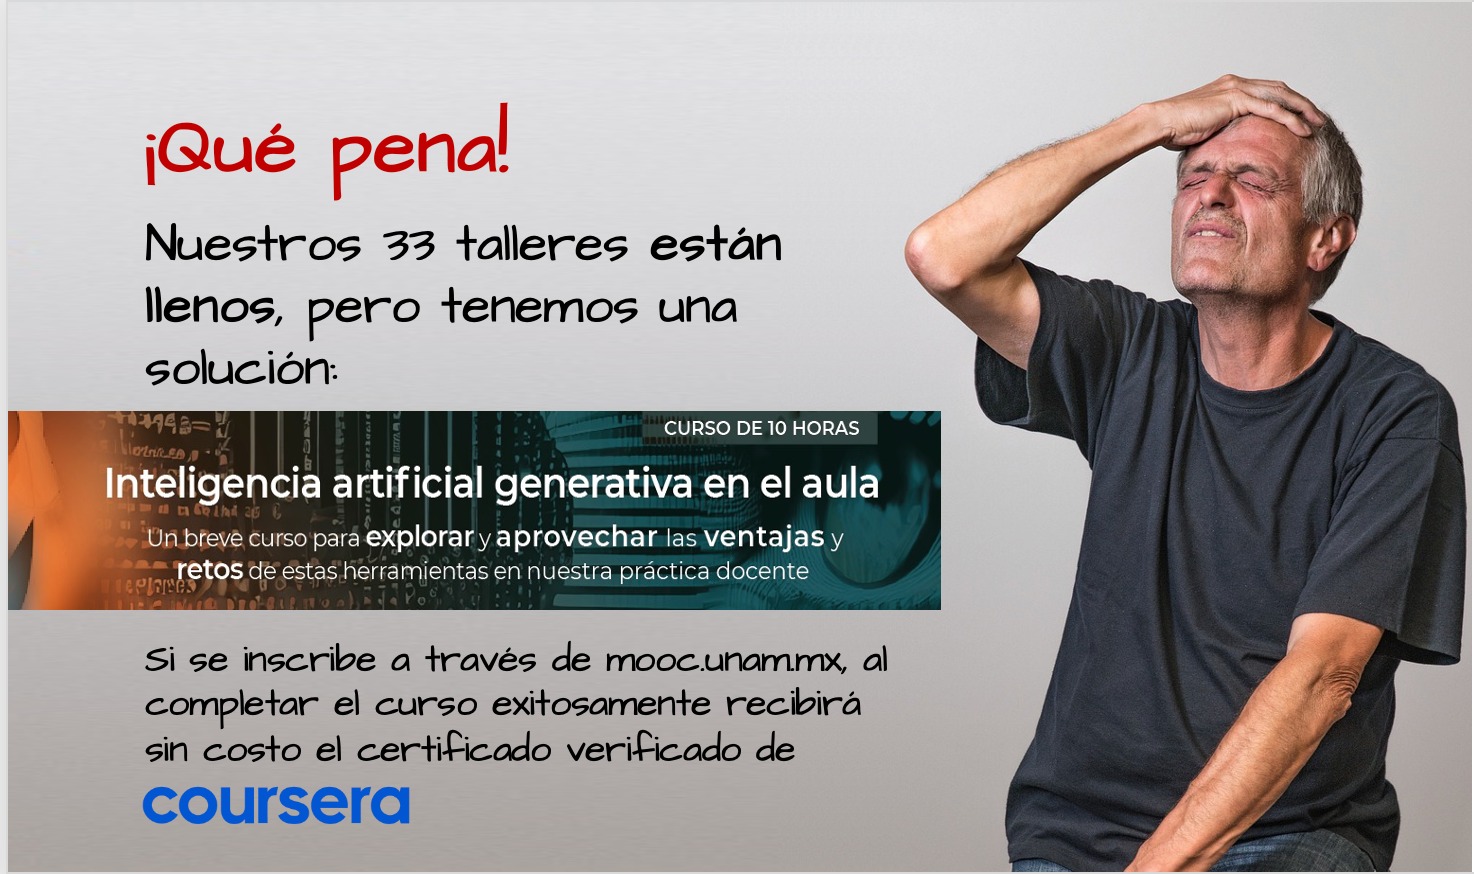 ¡Qué pena!
Nuestros 33 talleres están
llenos, pero tenemos una
solución:
CURSO DE 10 HORAS
Inteligencia artificial generativa en el aula
Un breve curso para explorar y aprovechar las ventajas y
retos de estas herramientas en nuestra práctica docente
Si se inscribe a través de mooc.unam.mx, al
completar el curso exitosamente recibirá
sin costo el certificado verificado de
coursera